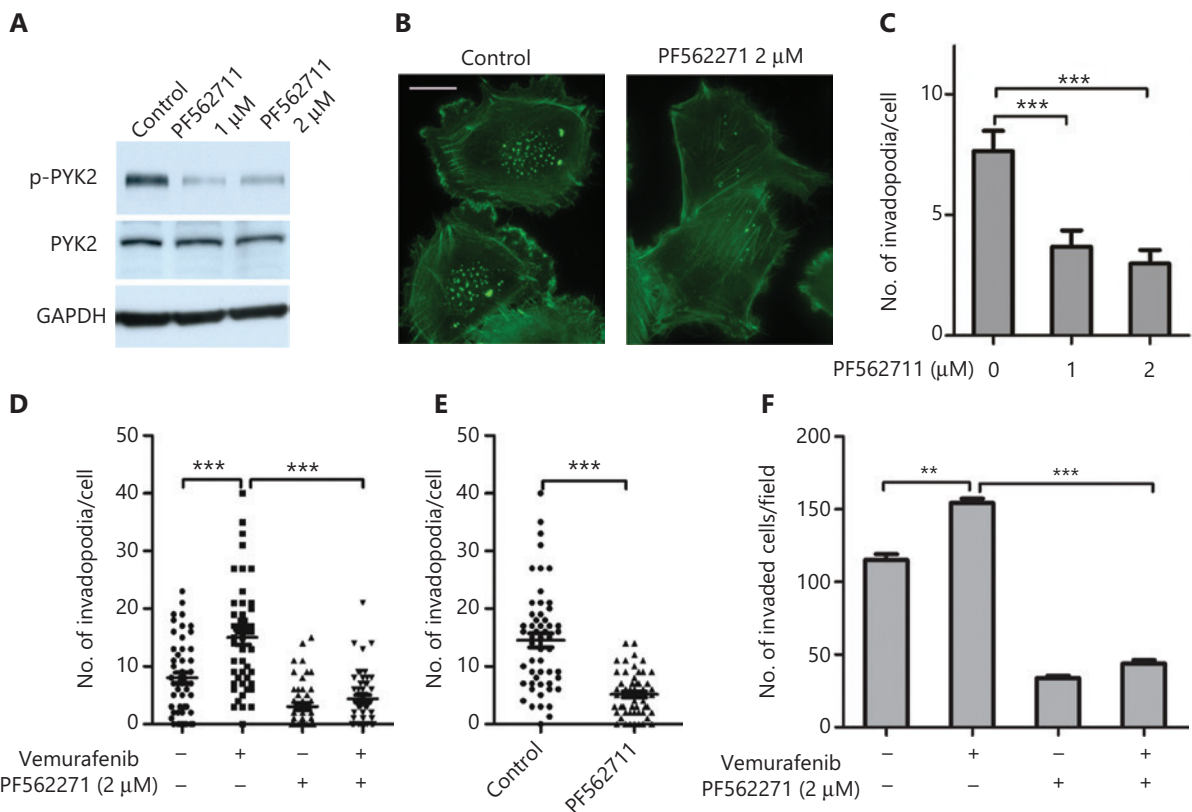 A
Control
PF562711
1 μM
PF562711
2 μM
p-PYK2
PYK2
GAPDH
B
Control
PF562271 2 μM
C
No. of invadopodia/cell
10
5
0
***
***
PF562711 (μM) 0 1 2
D
No. of invadopodia/cell
50
40
30
20
10
0
***
***
Vemurafenib – + – +
PF562271 (2 μM) – – + +
E
No. of invadopodia/cell
50
40
30
20
10
0
***
Control
PF562711
F
No. of invaded cells/field
200
150
100
50
0
**
***
Vemurafenib – + – +
PF562271 (2 μM) – – + +